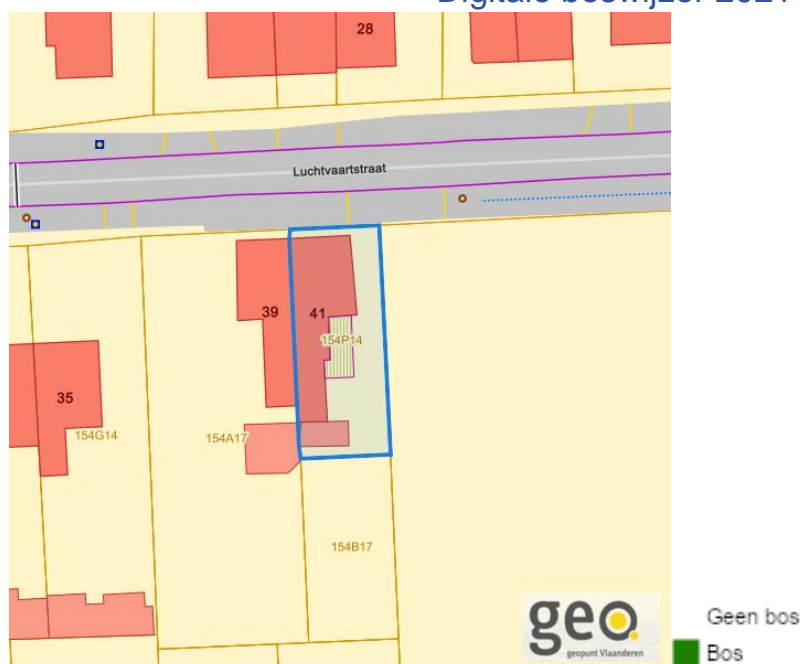 28
Luchtvaartstraat
39
41
154P14
35
154G14
154A17
154B17
geo
geopunt Vlaanderen
Geen bos
Bos